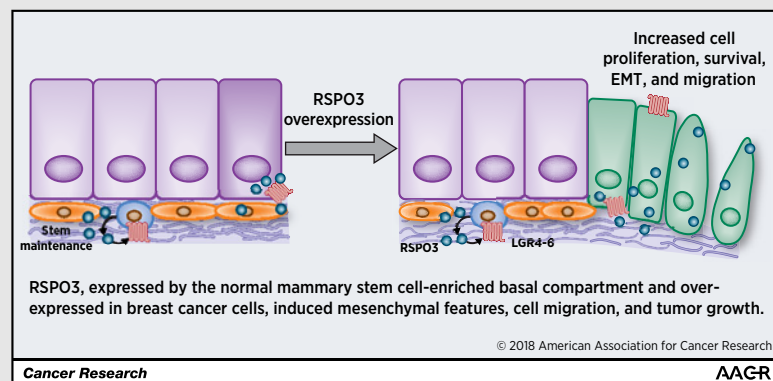 Increased cell
proliferation, survival,
EMT, and migration
RSPO3
overexpression
Stem
maintenance
RSPO3
LGR4-6
RSPO3, expressed by the normal mammary stem cell-enriched basal compartment and over-
expressed in breast cancer cells, induced mesenchymal features, cell migration, and tumor growth.
© 2018 American Association for Cancer Research
Cancer Research
AACR